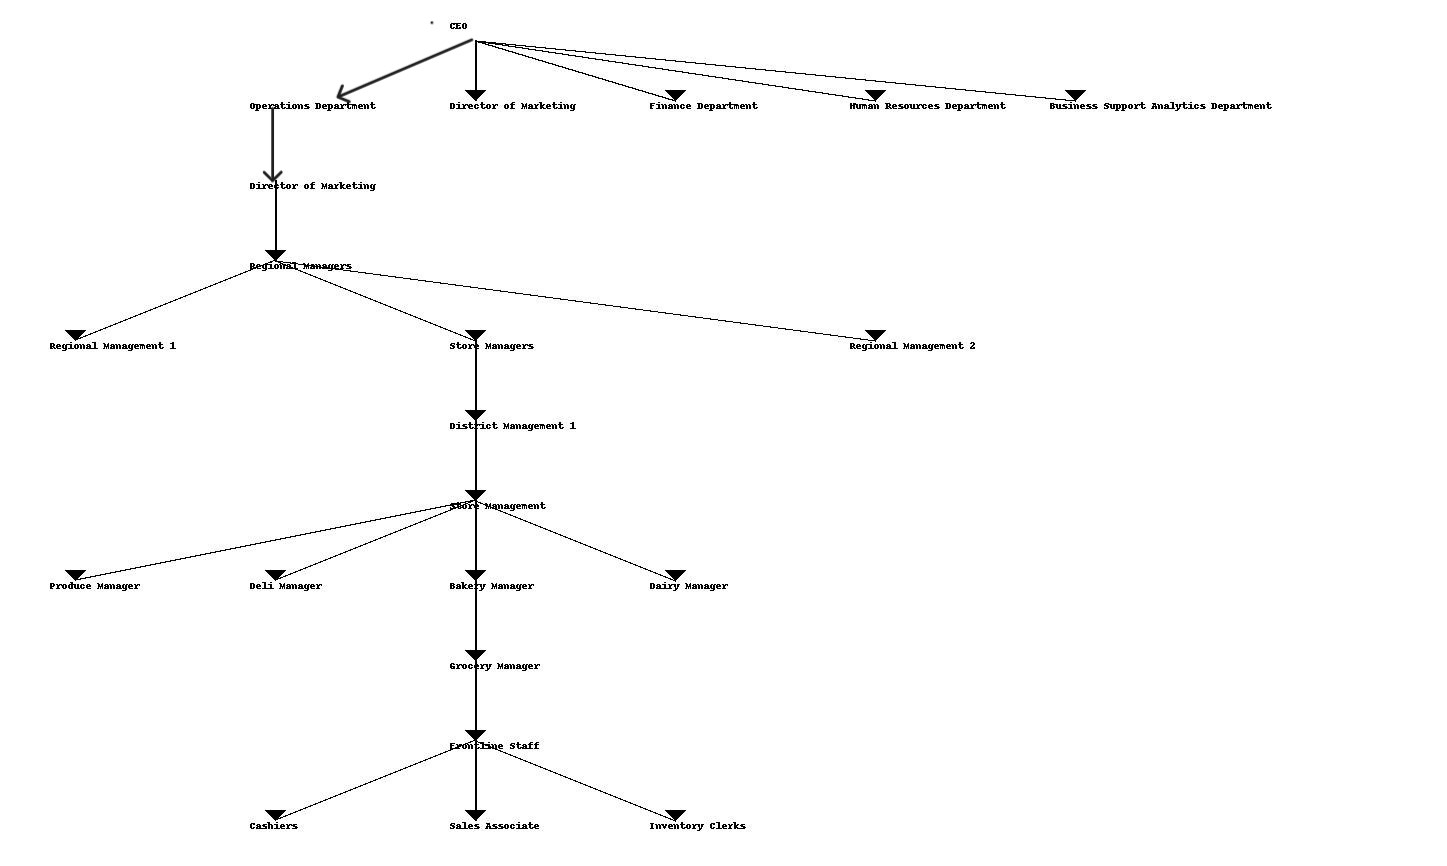 CEO
Operations Department
Director of Marketing
Finance Department
Human Resources Department
Business Support Analytics Department
Director of Marketing
Regional Managers
Regional Management 1
Store Managers
Regional Management 2
District Management 1
Store Management
Produce Manager
Deli Manager
Bakery Manager
Dairy Manager
Grocery Manager
Frontline Staff
Cashiers
Sales Associate
Inventory Clerks